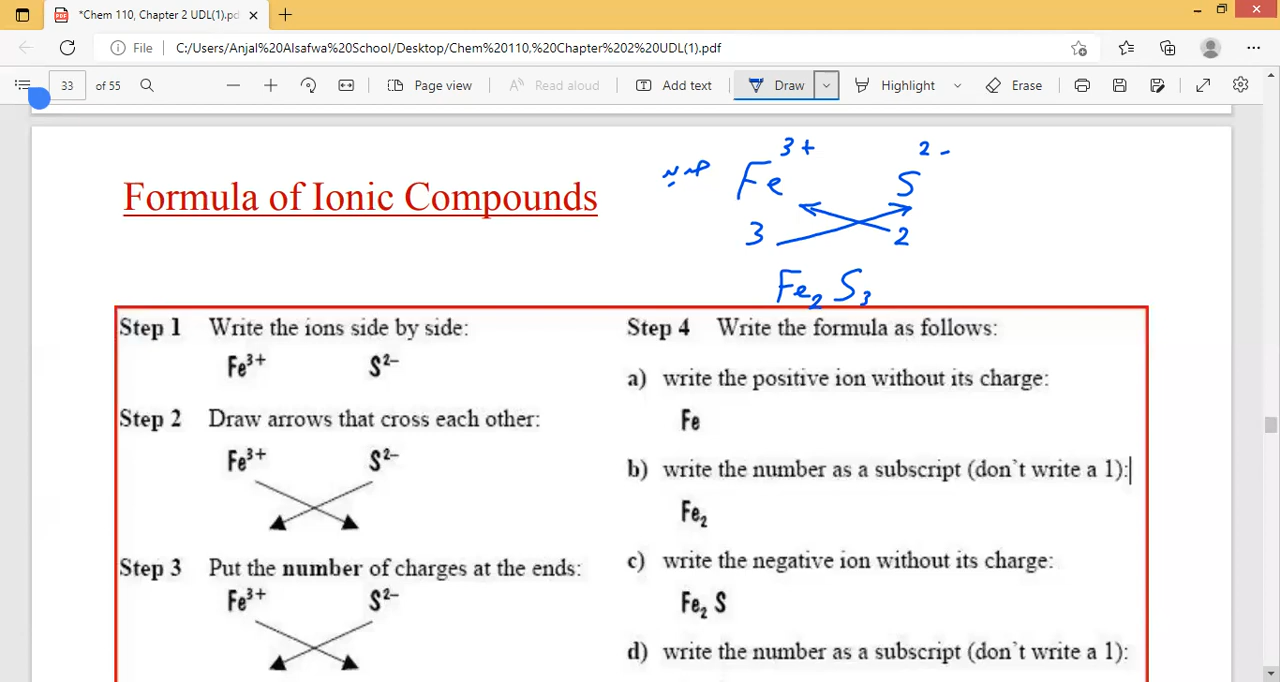 *Chem 110, Chapter 2 UDL(1).pdf
File C:/Users/Anjal%20Alsafwa%20School/Desktop/Chem%20110,%20Chapter%202%20UDL(1).pdf
33 of 55 Page view Read aloud Add text Draw Highlight Erase
3+ 2-
Fe S
3 2
Fe₂ S₃
Formula of Ionic Compounds
Step 1 Write the ions side by side:
Fe³⁺ S²⁻
Step 2 Draw arrows that cross each other:
Fe³⁺ S²⁻
Step 3 Put the number of charges at the ends:
Fe³⁺ S²⁻
Step 4 Write the formula as follows:
a) write the positive ion without its charge:
Fe
b) write the number as a subscript (don't write a 1):
Fe₂
c) write the negative ion without its charge:
Fe₂ S
d) write the number as a subscript (don't write a 1):